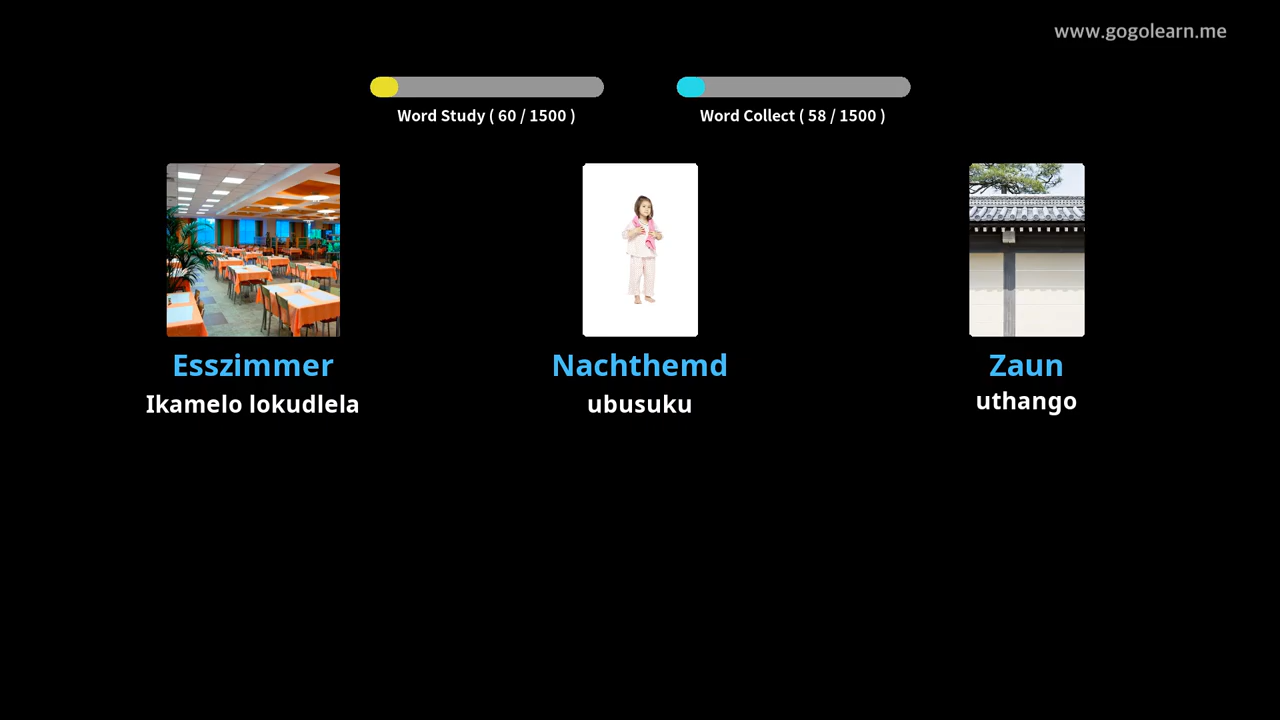 www.gogolearn.me
Word Study ( 60 / 1500 )
Word Collect ( 58 / 1500 )
Esszimmer
Ikamelo lokudlela
Nachthemd
ubusuku
Zaun
uthango